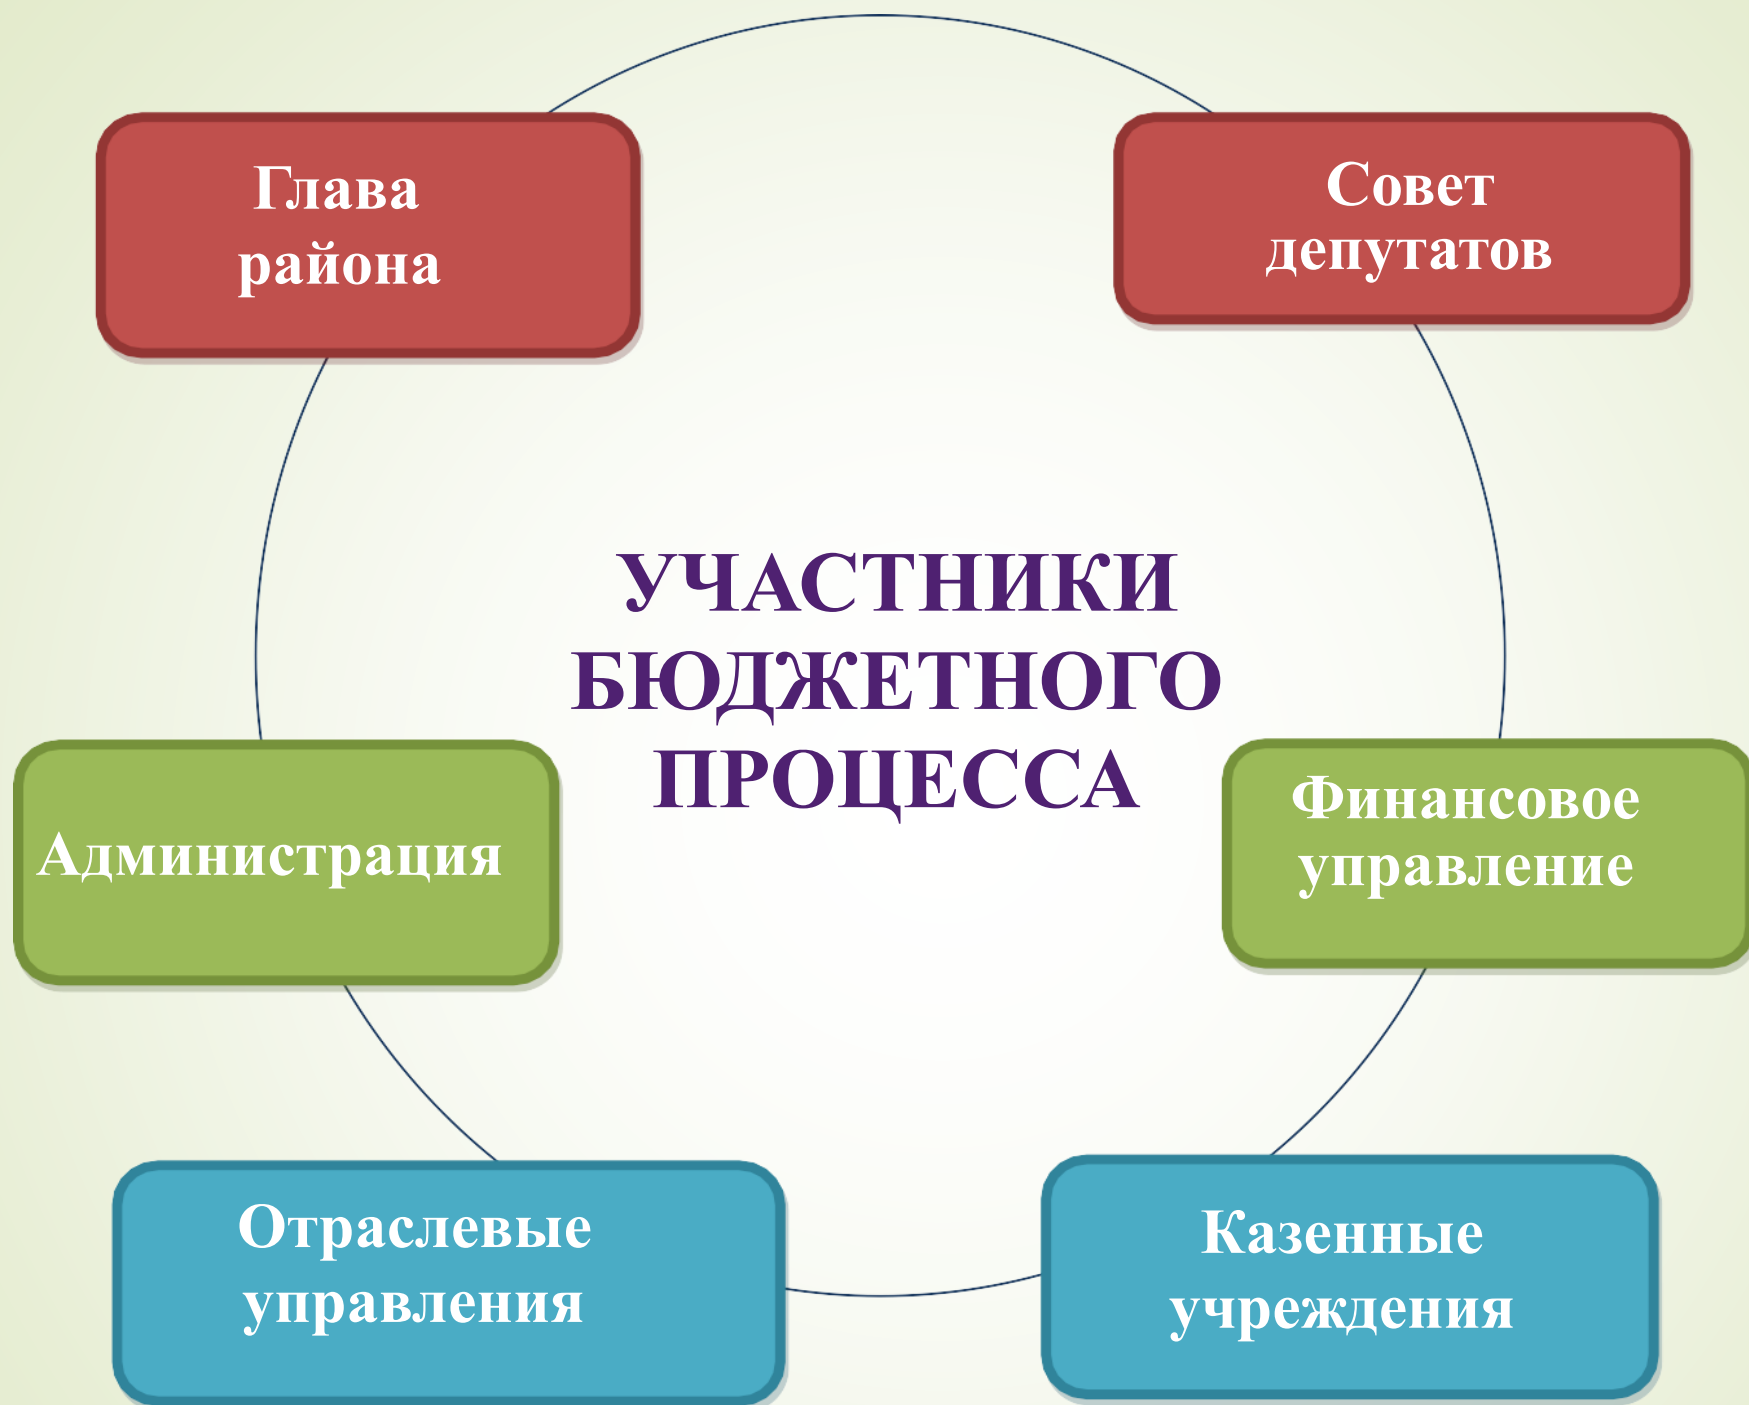 Глава
района
Совет
депутатов
УЧАСТНИКИ
БЮДЖЕТНОГО
ПРОЦЕССА
Администрация
Финансовое
управление
Отраслевые
управления
Казенные
учреждения